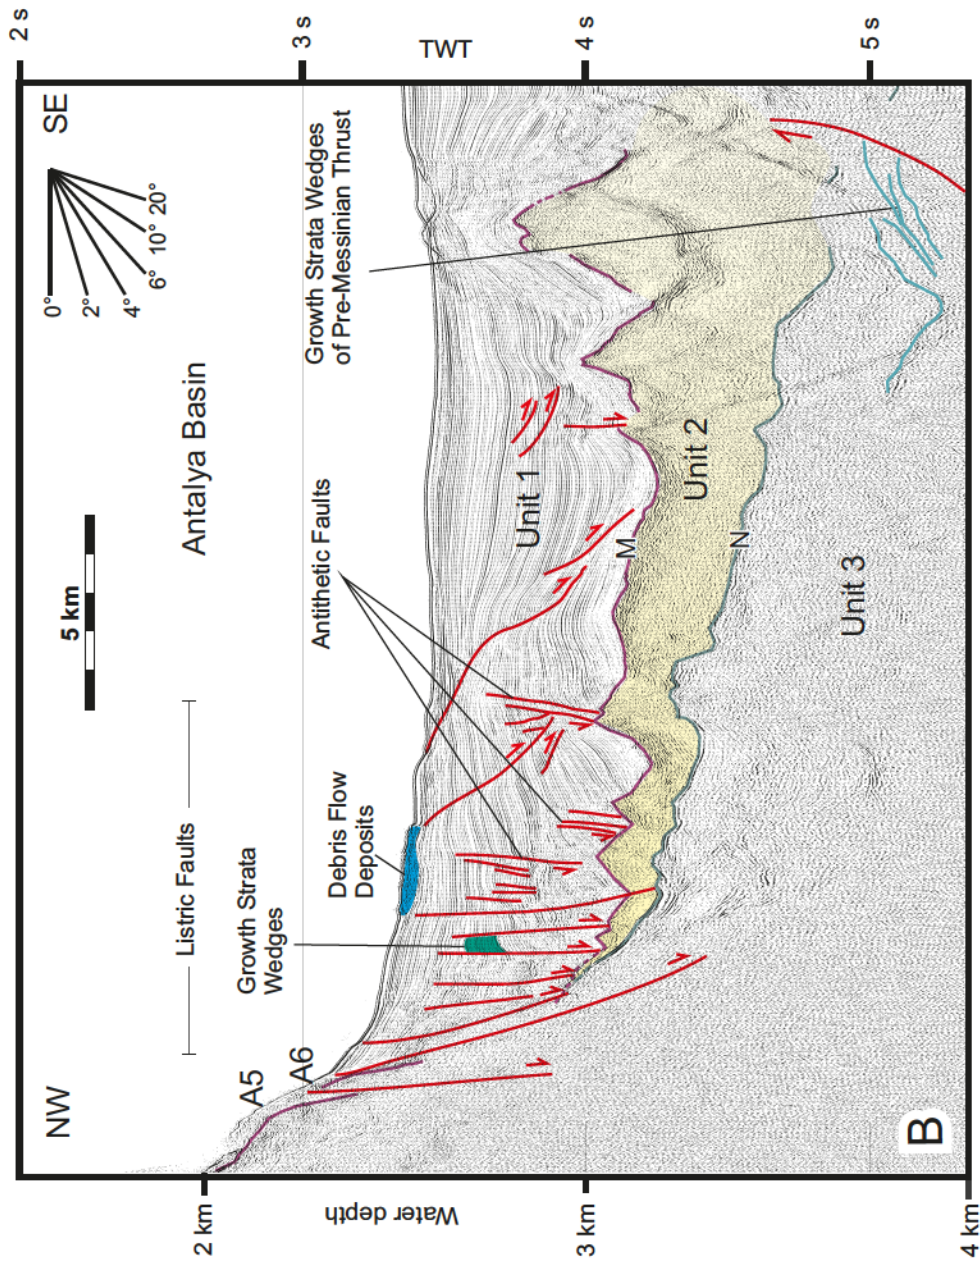 NW
SE
Antalya Basin
5 km
0°
2°
4°
6°
10°
20°
Listric Faults
Growth Strata
Wedges
Debris Flow
Deposits
Antithetic Faults
Growth Strata Wedges
of Pre-Messinian Thrust
A5
A6
Unit 1
M
Unit 2
N
Unit 3
B
2 km
Water depth
3 km
4 km
2 s
3 s
TWT
4 s
5 s